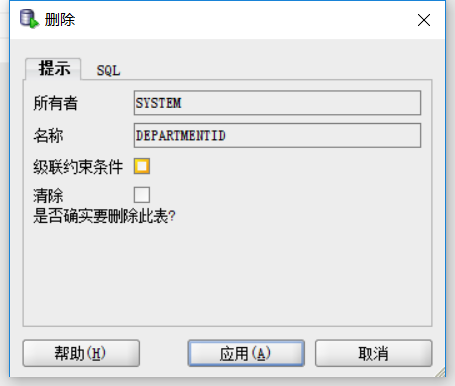 删除
提示 SQL
所有者 SYSTEM
名称 DEPARTMENTID
级联约束条件
清除
是否确实要删除此表?
帮助(H) 应用(A) 取消